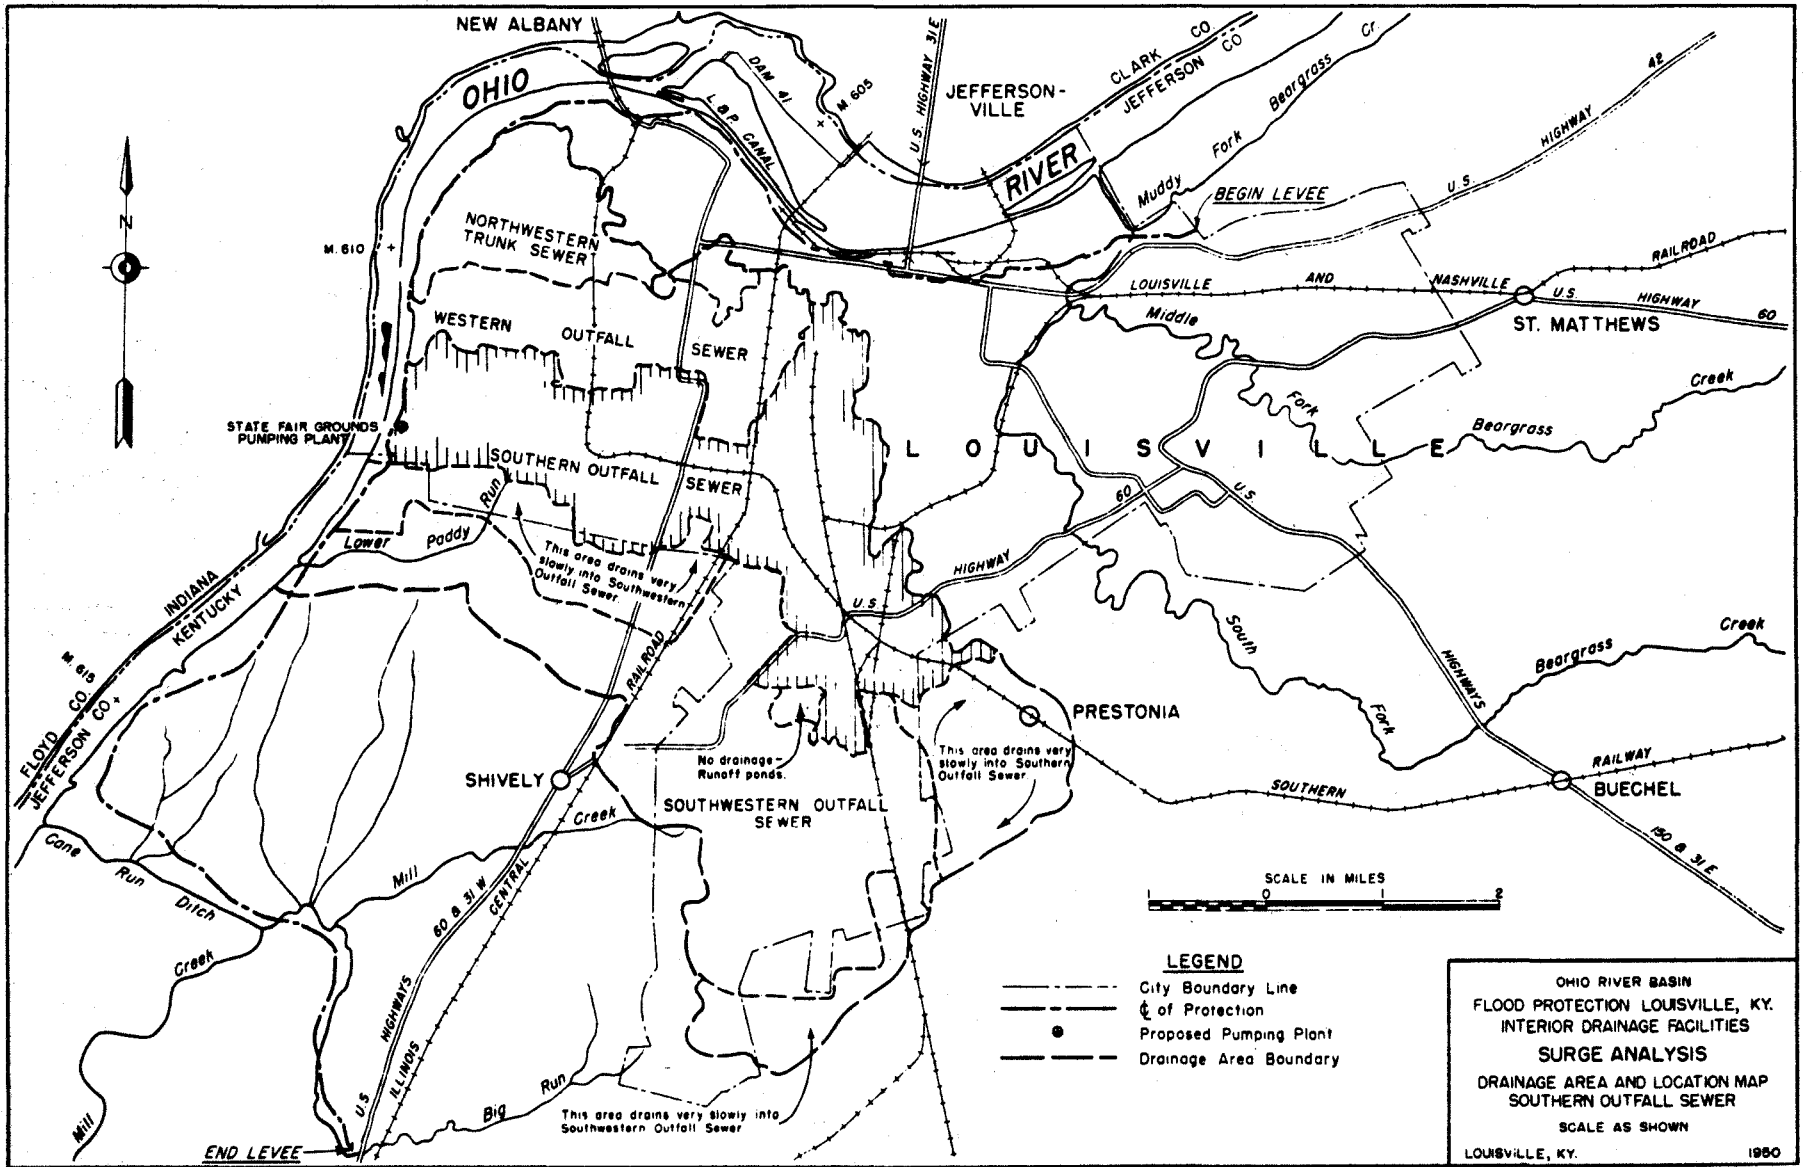 NEW ALBANY
OHIO
DAM 41
L. & P. CANAL
M. 605
U.S. HIGHWAY 31E
JEFFERSON-
VILLE
CLARK CO.
JEFFERSON CO
RIVER
Muddy Fork Beargrass Cr.
BEGIN LEVEE
U.S. HIGHWAY 42
N
M. 610
NORTHWESTERN
TRUNK SEWER
LOUISVILLE AND NASHVILLE RAILROAD
U.S. HIGHWAY 60
ST. MATTHEWS
WESTERN OUTFALL SEWER
Middle Fork Beargrass Creek
STATE FAIR GROUNDS
PUMPING PLANT
LOUISVILLE
SOUTHERN OUTFALL SEWER
Lower Paddy Run
This area drains very
slowly into Southwestern
Outfall Sewer.
U.S. HIGHWAY 60
U.S. HIGHWAYS
INDIANA
KENTUCKY
RAILROAD
South Fork Beargrass Creek
M. 615
FLOYD CO.
JEFFERSON CO
PRESTONIA
This area drains very
slowly into Southern
Outfall Sewer
No drainage-
Runoff ponds.
SHIVELY
SOUTHWESTERN OUTFALL
SEWER
SOUTHERN RAILWAY
BUECHEL
150 & 31E
Cane Run Ditch
Mill Creek
U.S HIGHWAYS 60 & 31W
ILLINOIS CENTRAL
Mill Creek
Big Run
This area drains very slowly into
Southwestern Outfall Sewer
END LEVEE
SCALE IN MILES
0 2
LEGEND
City Boundary Line
℄ of Protection
Proposed Pumping Plant
Drainage Area Boundary
OHIO RIVER BASIN
FLOOD PROTECTION LOUISVILLE, KY.
INTERIOR DRAINAGE FACILITIES
SURGE ANALYSIS
DRAINAGE AREA AND LOCATION MAP
SOUTHERN OUTFALL SEWER
SCALE AS SHOWN
LOUISVILLE, KY. 1950